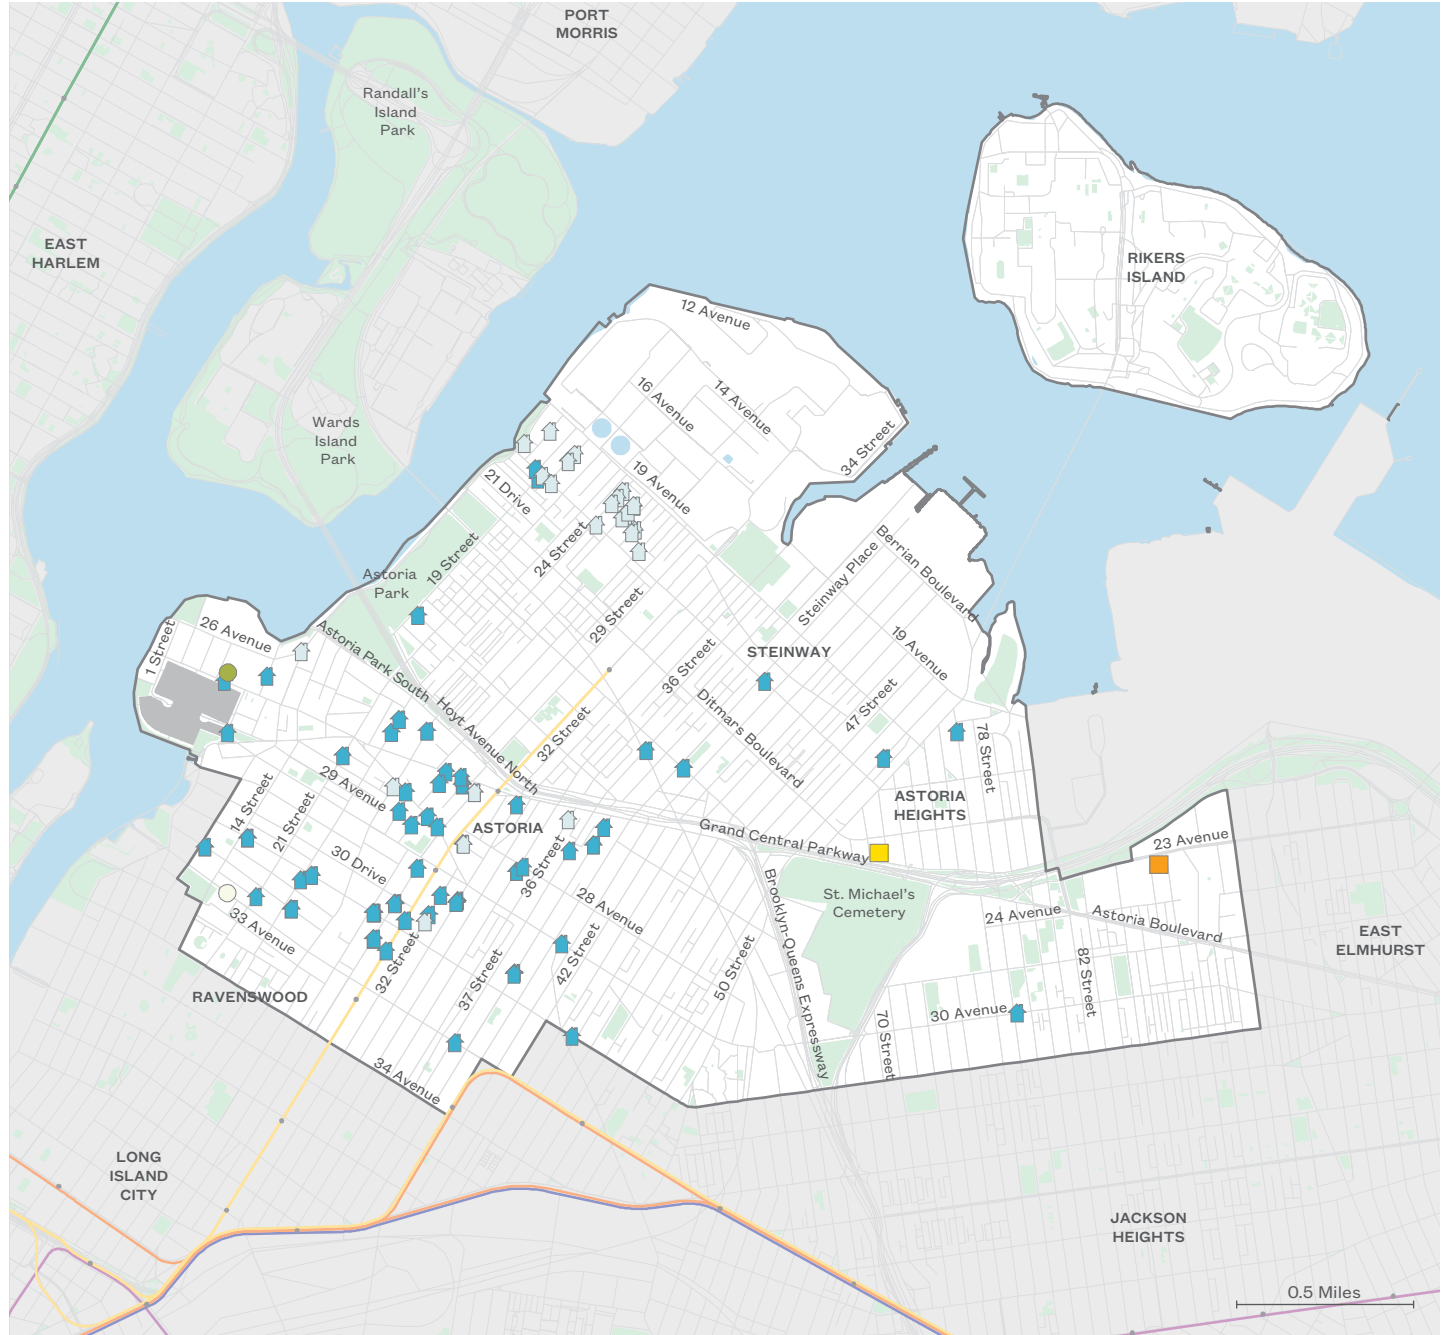 PORT
MORRIS
Randall's
Island
Park
EAST
HARLEM
RIKERS
ISLAND
12 Avenue
16 Avenue
14 Avenue
34 Street
Wards
Island
Park
19 Avenue
21 Drive
24 Street
19 Street
Astoria
Park
Berrian Boulevard
Steinway Place
29 Street
26 Avenue
1 Street
Astoria Park South
36 Street
STEINWAY
19 Avenue
47 Street
Ditmars Boulevard
Hoyt Avenue North
32 Street
78 Street
29 Avenue
14 Street
21 Street
ASTORIA
HEIGHTS
ASTORIA
Grand Central Parkway
23 Avenue
30 Drive
36 Street
28 Avenue
Brooklyn-Queens Expressway
St. Michael's
Cemetery
24 Avenue
Astoria Boulevard
33 Avenue
EAST
ELMHURST
32 Street
37 Street
42 Street
50 Street
82 Street
RAVENSWOOD
30 Avenue
70 Street
34 Avenue
LONG
ISLAND
CITY
JACKSON
HEIGHTS
0.5 Miles